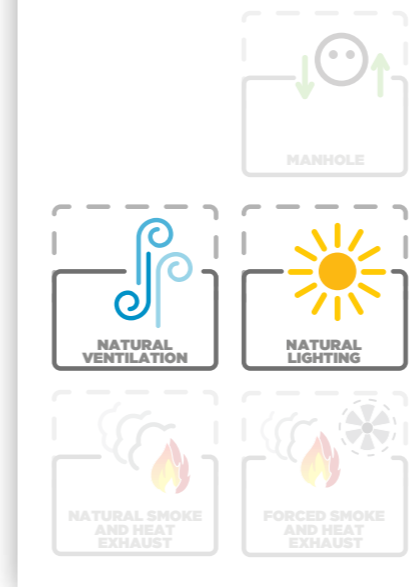 MANHOLE
NATURAL
VENTILATION
NATURAL
LIGHTING
NATURAL SMOKE
AND HEAT
EXHAUST
FORCED SMOKE
AND HEAT
EXHAUST